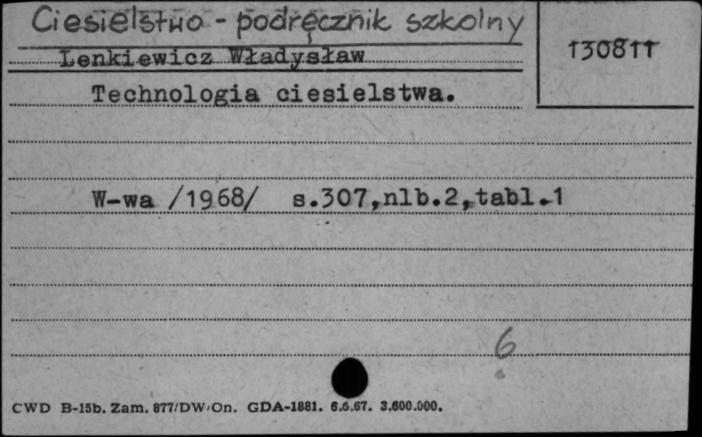 Ciesielstwo - podręcznik szkolny
130811
Lenkiewicz Władysław
Technologia ciesielstwa.
W-wa /1968/ s.307,nlb.2,tabl.1
6
CWD B-15b. Zam. 877/DW/On. GDA-1881. 6.6.67. 3.600.000.